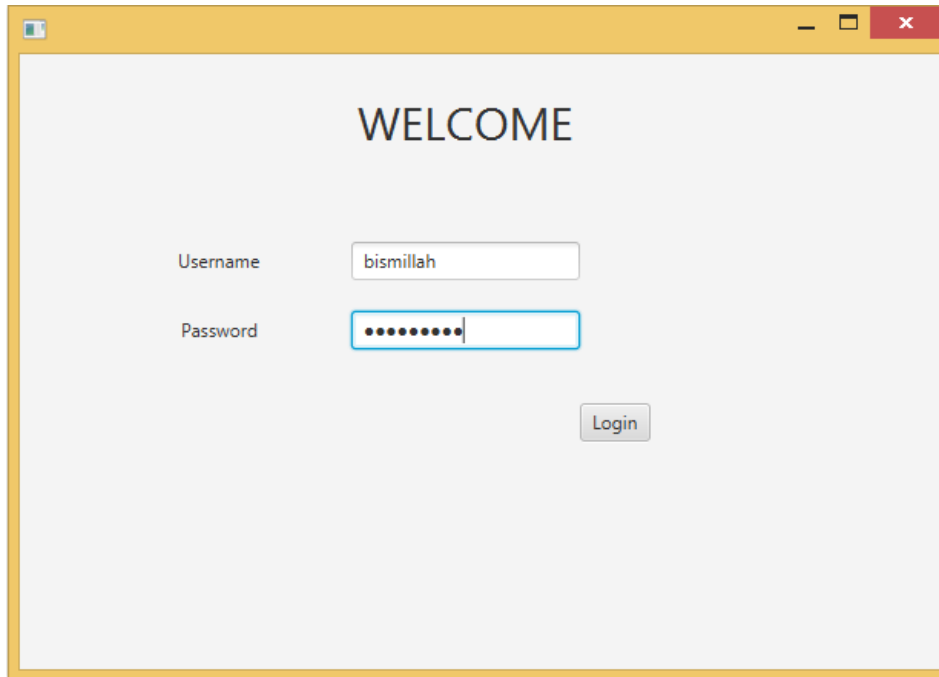 WELCOME
Username bismillah
Password •••••••••
Login